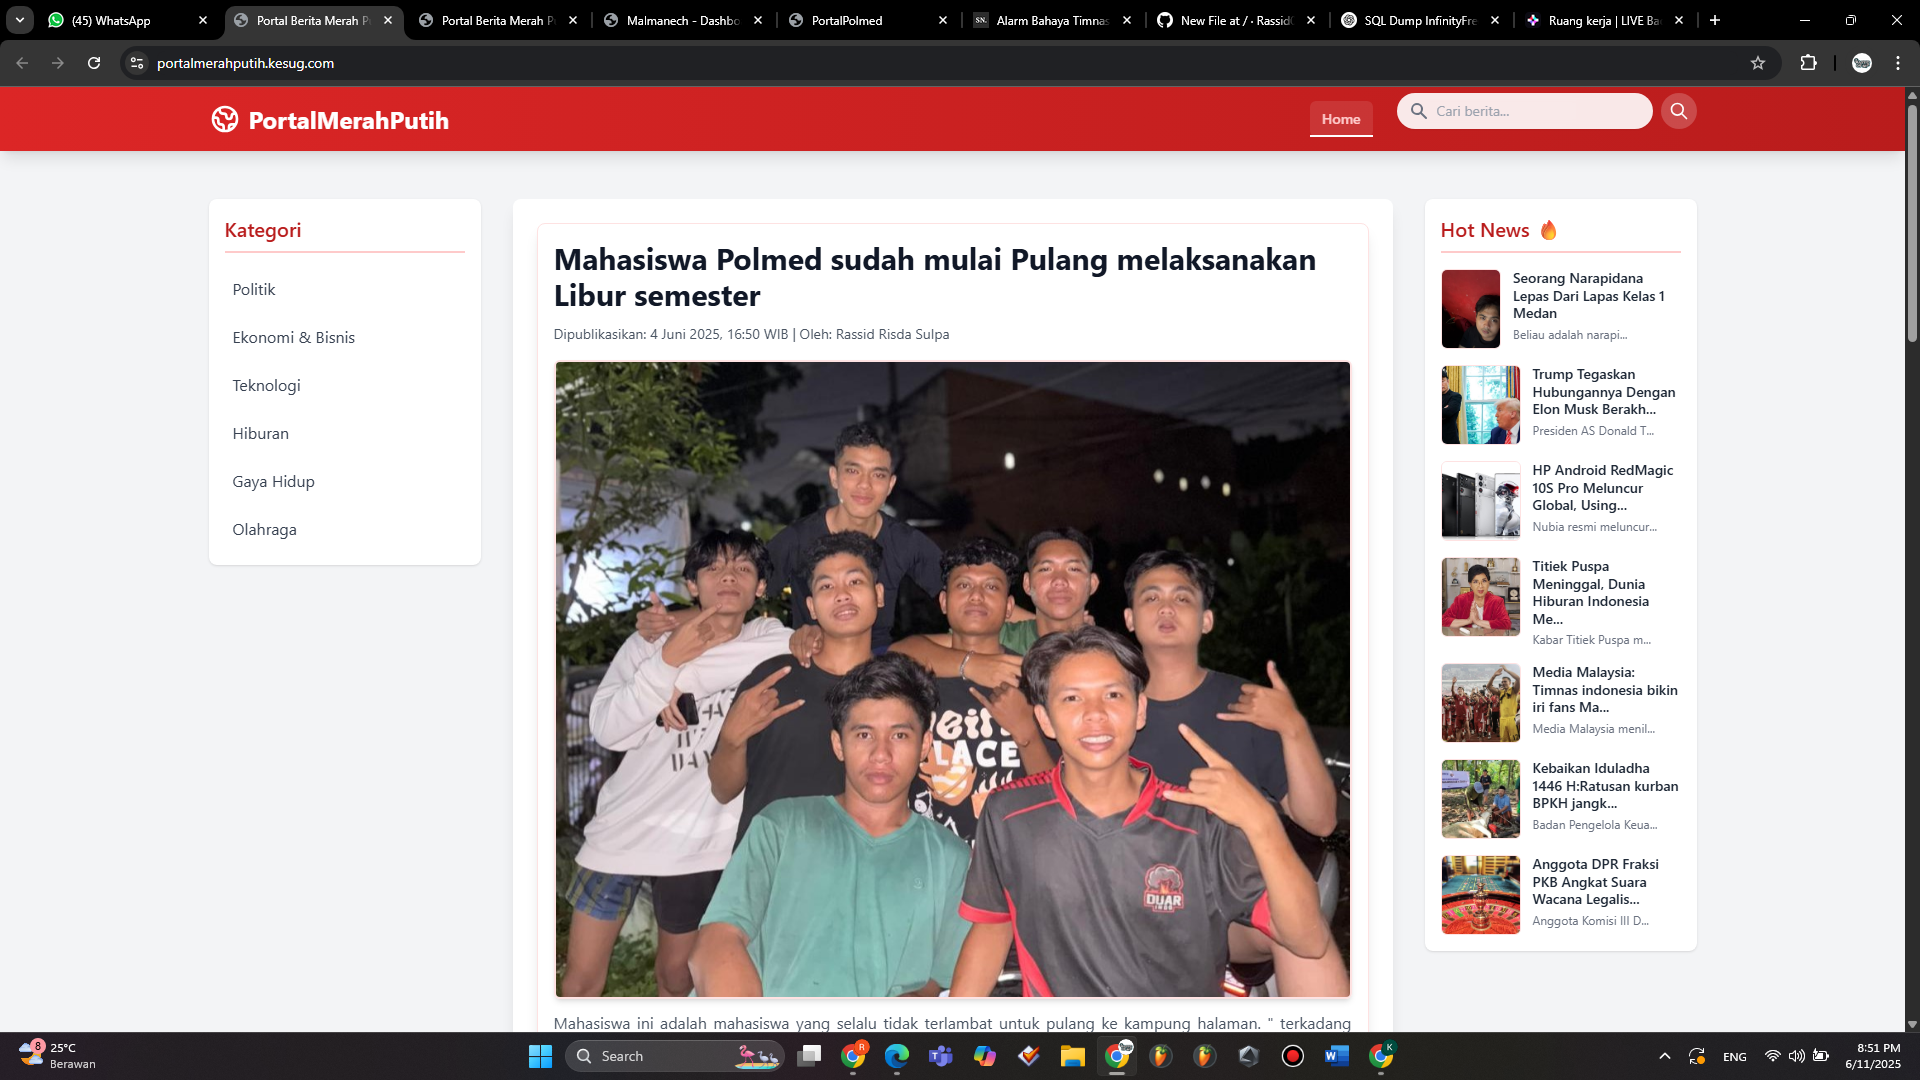 (45) WhatsApp
Portal Berita Merah P
Portal Berita Merah P
Malmanech - Dashbo
PortalPolmed
SN.
Alarm Bahaya Timnas
New File at / · Rassid
SQL Dump InfinityFre
Ruang kerja | LIVE Ba
portalmerahputih.kesug.com
PortalMerahPutih
Home
Cari berita...
Kategori
Politik
Ekonomi & Bisnis
Teknologi
Hiburan
Gaya Hidup
Olahraga
Mahasiswa Polmed sudah mulai Pulang melaksanakan
Libur semester
Dipublikasikan: 4 Juni 2025, 16:50 WIB | Oleh: Rassid Risda Sulpa
LACE
DUAR
Mahasiswa ini adalah mahasiswa yang selalu tidak terlambat untuk pulang ke kampung halaman. " terkadang
Hot News 🔥
Seorang Narapidana
Lepas Dari Lapas Kelas 1
Medan
Beliau adalah narapi...
Trump Tegaskan
Hubungannya Dengan
Elon Musk Berakh...
Presiden AS Donald T...
HP Android RedMagic
10S Pro Meluncur
Global, Using...
Nubia resmi meluncur...
Titiek Puspa
Meninggal, Dunia
Hiburan Indonesia
Me...
Kabar Titiek Puspa m...
Media Malaysia:
Timnas indonesia bikin
iri fans Ma...
Media Malaysia menil...
Kebaikan Iduladha
1446 H:Ratusan kurban
BPKH jangk...
Badan Pengelola Keua...
Anggota DPR Fraksi
PKB Angkat Suara
Wacana Legalis...
Anggota Komisi III D...
8
25°C
Berawan
Search
R
K
ENG
8:51 PM
6/11/2025